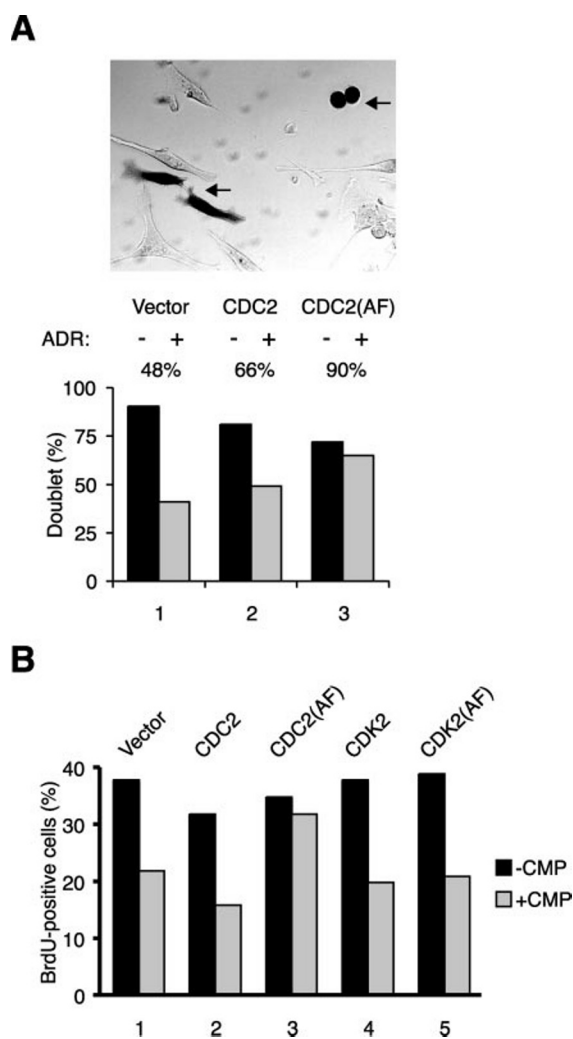 A
Vector CDC2 CDC2(AF)
ADR: - + - + - +
48% 66% 90%
100
75
50
25
0
Doublet (%)
1 2 3
B
Vector CDC2 CDC2(AF) CDK2 CDK2(AF)
40
30
20
10
0
BrdU-positive cells (%)
-CMP
+CMP
1 2 3 4 5